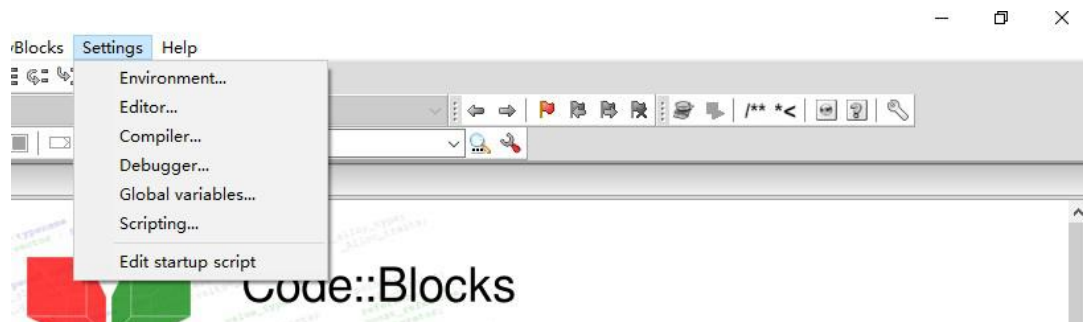 Blocks Settings Help
Environment...
Editor...
/** *<
Compiler...
Debugger...
Global variables...
Scripting...
Edit startup script
Code::Blocks